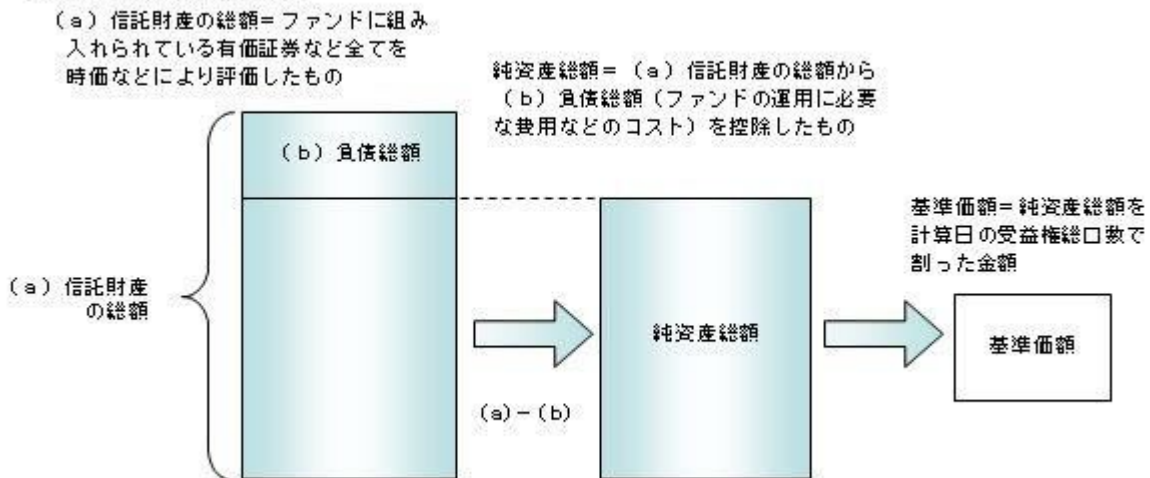 （a）信託財産の総額＝ファンドに組み
入れられている有価証券など全てを
時価などにより評価したもの
純資産総額＝（a）信託財産の総額から
（b）負債総額（ファンドの運用に必要
な費用などのコスト）を控除したもの
（b）負債総額
基準価額＝純資産総額を
計算日の受益権総口数で
割った金額
（a）信託財産
の総額
純資産総額
基準価額
（a）－（b）